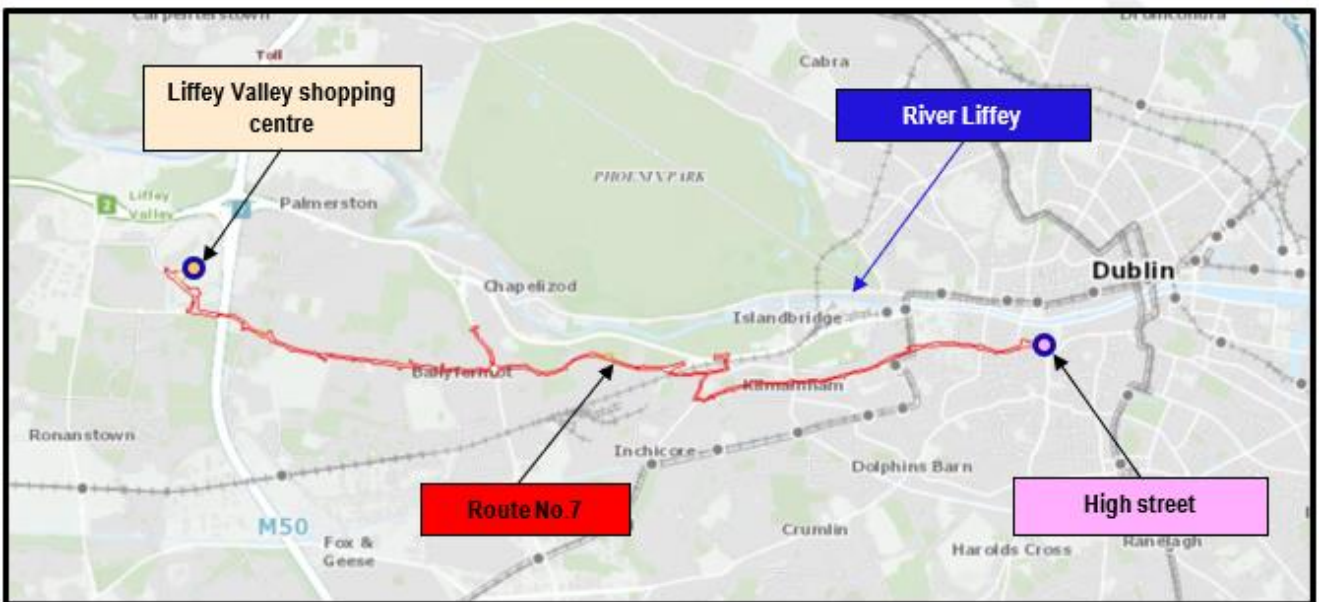 Carpenterstown
Drumcondra
Toll
Cabra
Liffey Valley shopping
centre
River Liffey
PHOENIX PARK
2
Liffey
Valley
Palmerston
Dublin
Chapelizod
Islandbridge
Ballyfermot
Kilmainham
Ronanstown
Inchicore
Dolphins Barn
Route No.7
High street
M50
Fox &
Geese
Crumlin
Harolds Cross
Ranelagh